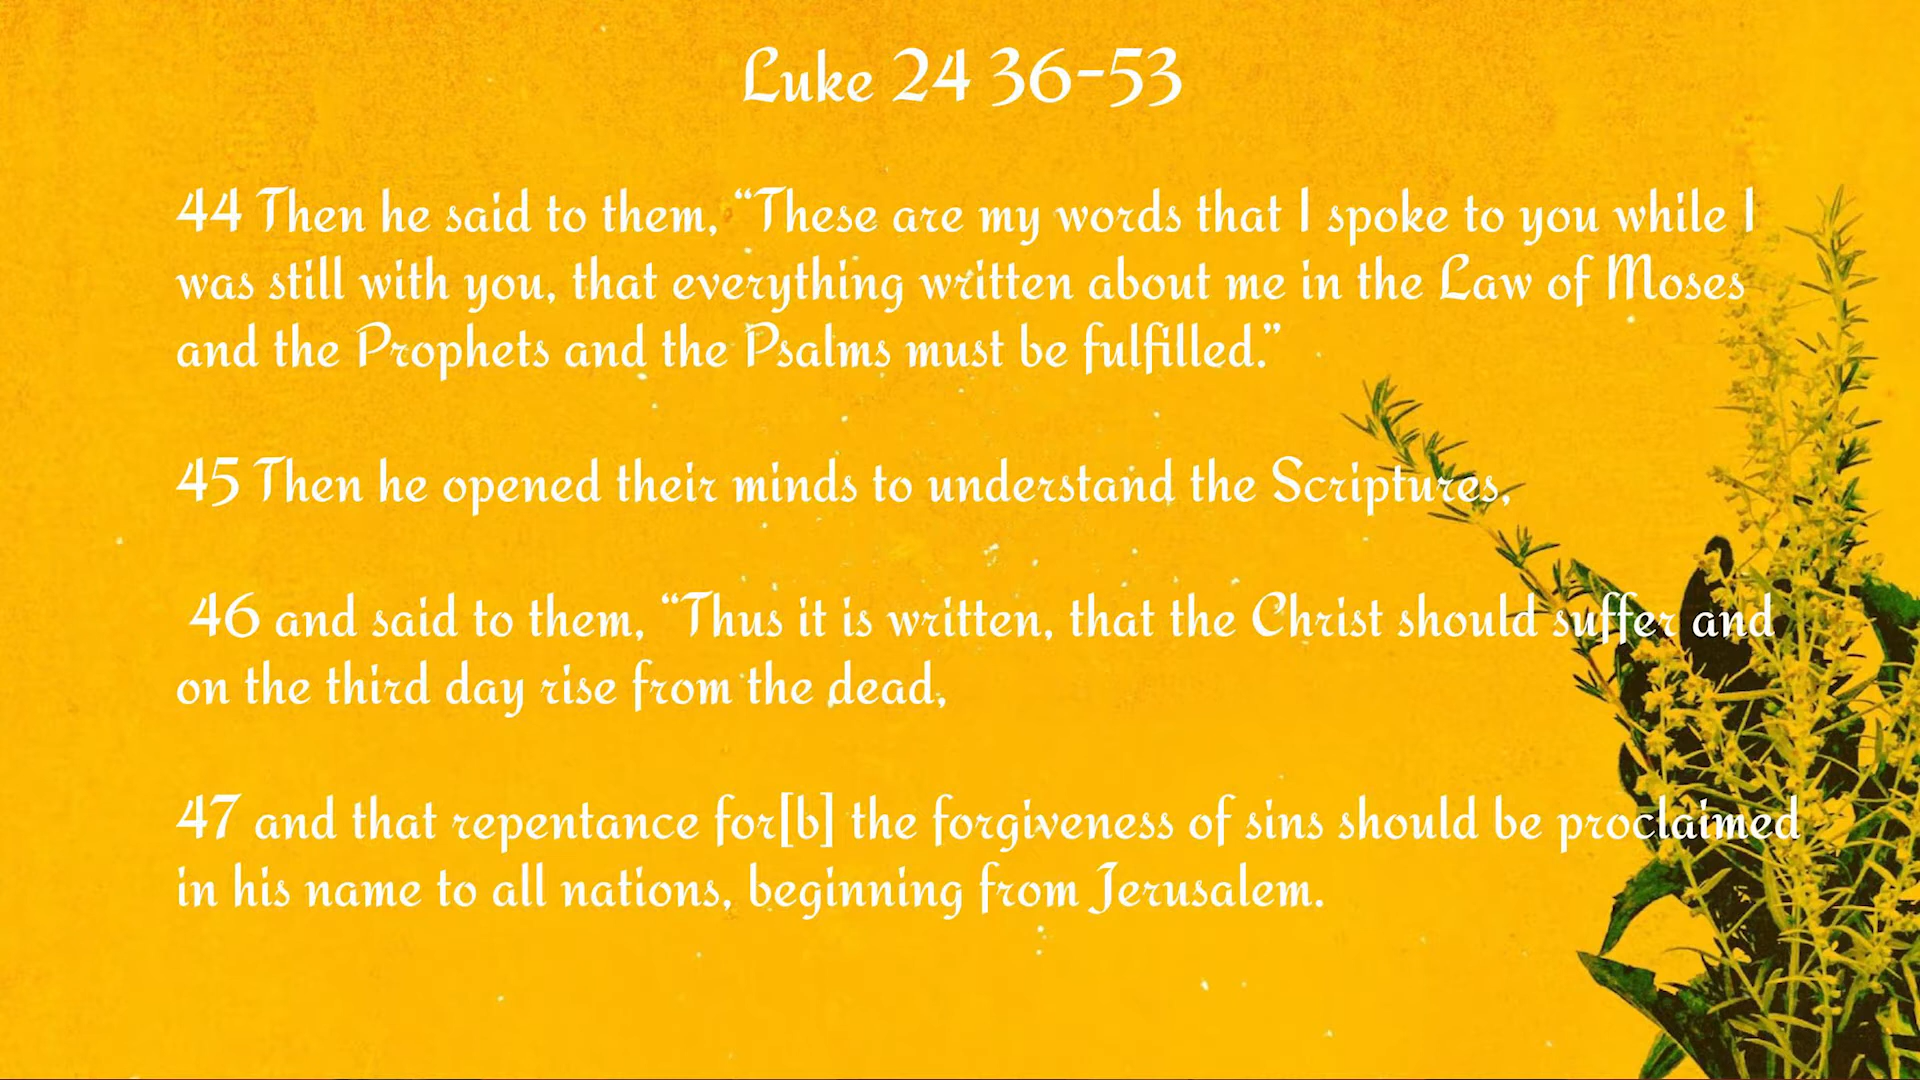 Luke 24 36-53
44 Then he said to them, “These are my words that I spoke to you while I
was still with you, that everything written about me in the Law of Moses
and the Prophets and the Psalms must be fulfilled.”
45 Then he opened their minds to understand the Scriptures,
46 and said to them, “Thus it is written, that the Christ should suffer and
on the third day rise from the dead,
47 and that repentance for[b] the forgiveness of sins should be proclaimed
in his name to all nations, beginning from Jerusalem.